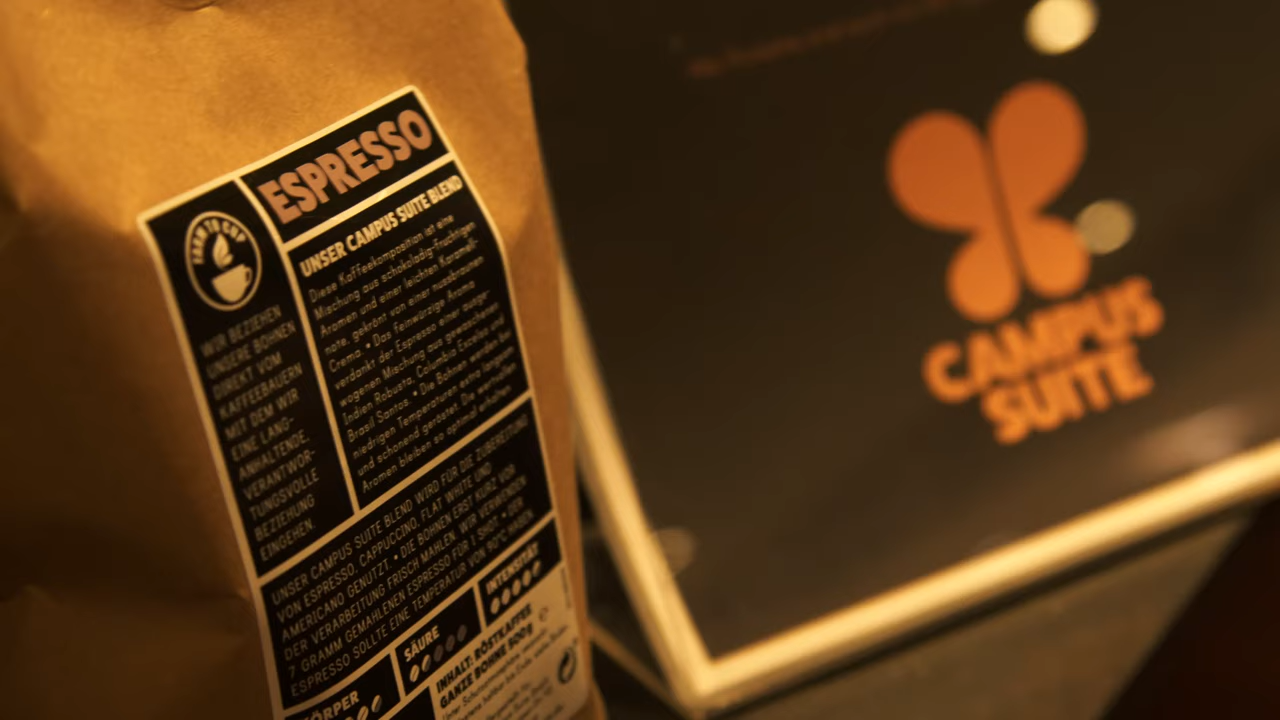 ESPRESSO
FARM TO CUP
WIR BEZIEHEN
UNSERE BOHNEN
DIREKT VOM
KAFFEEBAUERN
MIT DEM WIR
EINE LANG-
ANHALTENDE,
VERANTWOR-
TUNGSVOLLE
BEZIEHUNG
EINGEHEN.
UNSER CAMPUS SUITE BLEND
Diese Kaffeekomposition ist eine
Mischung aus schokoladig-fruchtigen
Aromen und einer leichten Karamell-
note, gekrönt von einer nussbraunen
Crema. • Das feinwürzige Aroma
verdankt der Espresso einer ausge-
wogenen Mischung aus gewaschenem
Indien Robusta, Columbia Excelso und
Brasil Santos. • Die Bohnen werden bei
niedrigen Temperaturen extra langsam
und schonend geröstet. Die wertvollen
Aromen bleiben so optimal erhalten.
UNSER CAMPUS SUITE BLEND WIRD FÜR DIE ZUBEREITUNG
VON ESPRESSO, CAPPUCCINO, FLAT WHITE UND
AMERICANO GENUTZT. • DIE BOHNEN ERST KURZ VOR
DER VERARBEITUNG FRISCH MAHLEN. WIR VERWENDEN
7 GRAMM GEMAHLENEN ESPRESSO FÜR 1 SHOT. • DER
ESPRESSO SOLLTE EINE TEMPERATUR VON 90°C HABEN
KÖRPER
SÄURE
INTENSITÄT
INHALT: RÖSTKAFFEE
GANZE BOHNE 500g
CAMPUS
SUITE